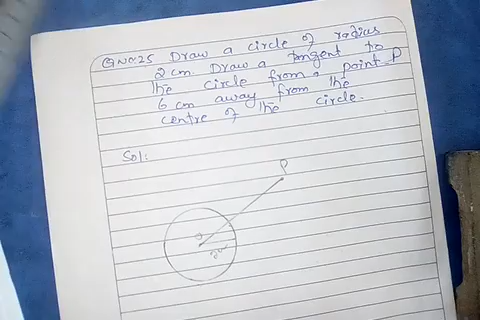 Q No:25 Draw a circle of radius
2 cm. Draw a tangent to
the circle from a point P
6 cm away from the
centre of the circle.
Sol:
P
O